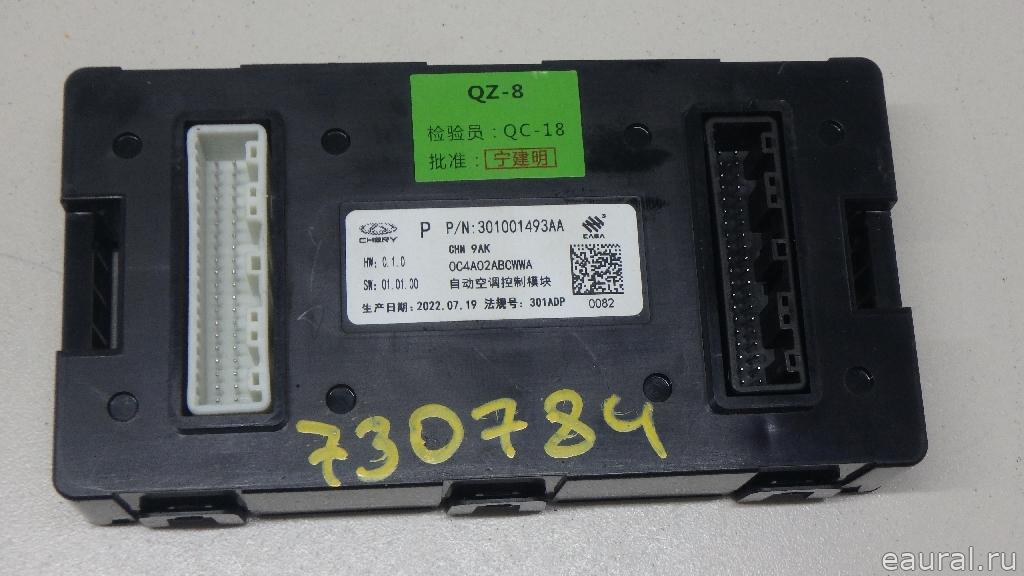 QZ-8
检验员：QC-18
批准：宁建明
CHERY P P/N:301001493AA
CHN 9AK
HW: 0.1.0 0C4A02ABCWWA
SW: 01.01.00 自动空调控制模块
生产日期:2022.07.19 法规号: 301ADP 0082
730784
eaural.ru